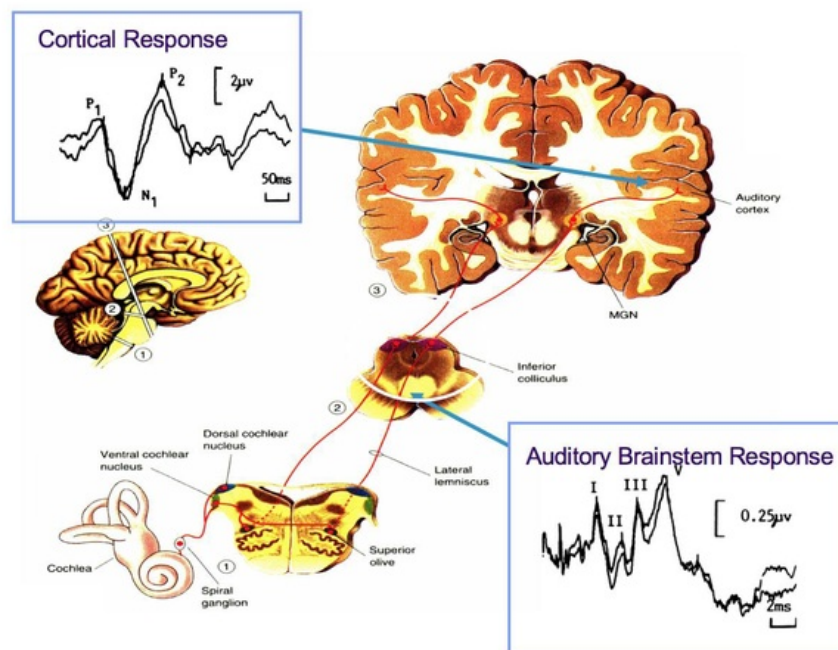 Cortical Response
P₂
2μv
P₁
N₁
50ms
Auditory
cortex
3
3
MGN
2
1
Inferior
colliculus
2
Dorsal cochlear
nucleus
Ventral cochlear
nucleus
Lateral
lemniscus
Auditory Brainstem Response
V
I
III
II
0.25μv
2ms
Superior
olive
Cochlea
1
Spiral
ganglion